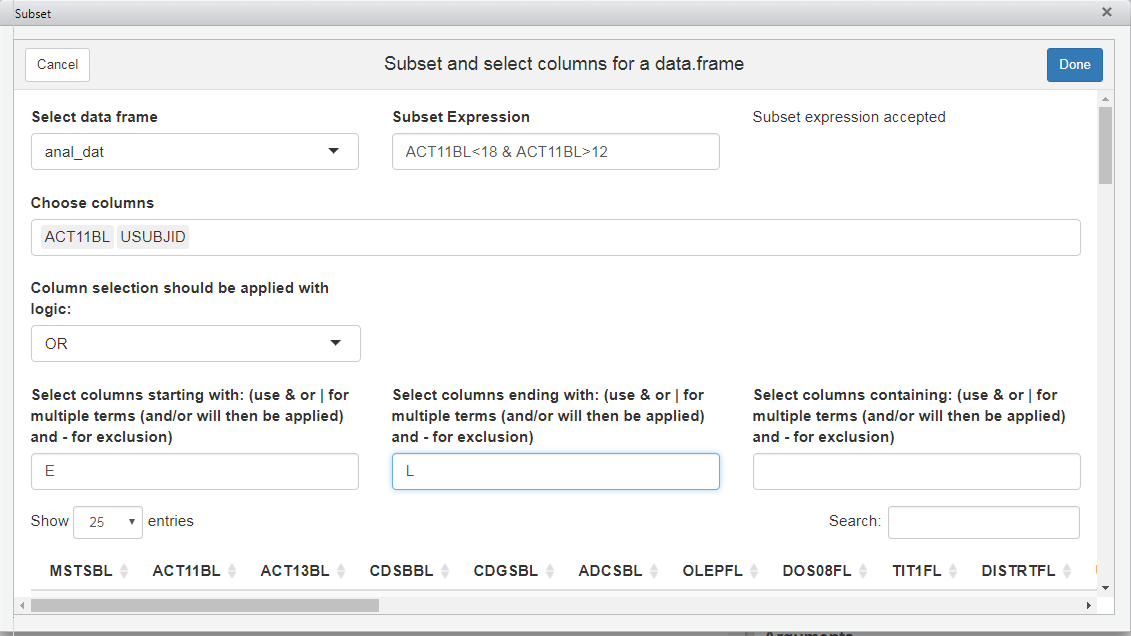 Subset
Cancel
Subset and select columns for a data.frame
Done
Select data frame
Subset Expression
Subset expression accepted
anal_dat
ACT11BL<18 & ACT11BL>12
Choose columns
ACT11BL USUBJID
Column selection should be applied with
logic:
OR
Select columns starting with: (use & or | for
multiple terms (and/or will then be applied)
and - for exclusion)
Select columns ending with: (use & or | for
multiple terms (and/or will then be applied)
and - for exclusion)
Select columns containing: (use & or | for
multiple terms (and/or will then be applied)
and - for exclusion)
E
L
Show 25 entries
Search:
MSTSBL ACT11BL ACT13BL CDSBBL CDGSBL ADCSBL OLEPFL DOS08FL TIT1FL DISTRTFL